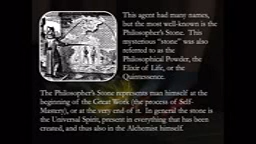 This agent had many names,
but the most well-known is the
Philosopher's Stone. This
mysterious "stone" was also
referred to as the
Philosophical Powder, the
Elixir of Life, or the
Quintessence.
The Philosopher's Stone represents man himself at the
beginning of the Great Work (the process of Self-
Mastery), or at the very end of it. In general the stone is
the Universal Spirit, present in everything that has been
created, and thus also in the Alchemist himself.